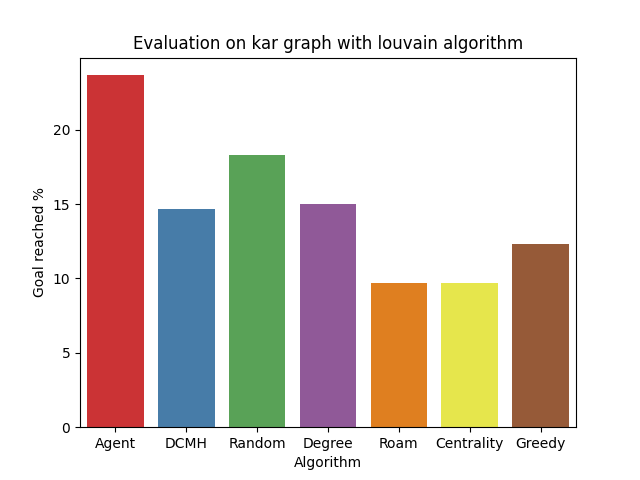 Evaluation on kar graph with louvain algorithm
Goal reached %
20
15
10
5
0
Agent DCMH Random Degree Roam Centrality Greedy
Algorithm